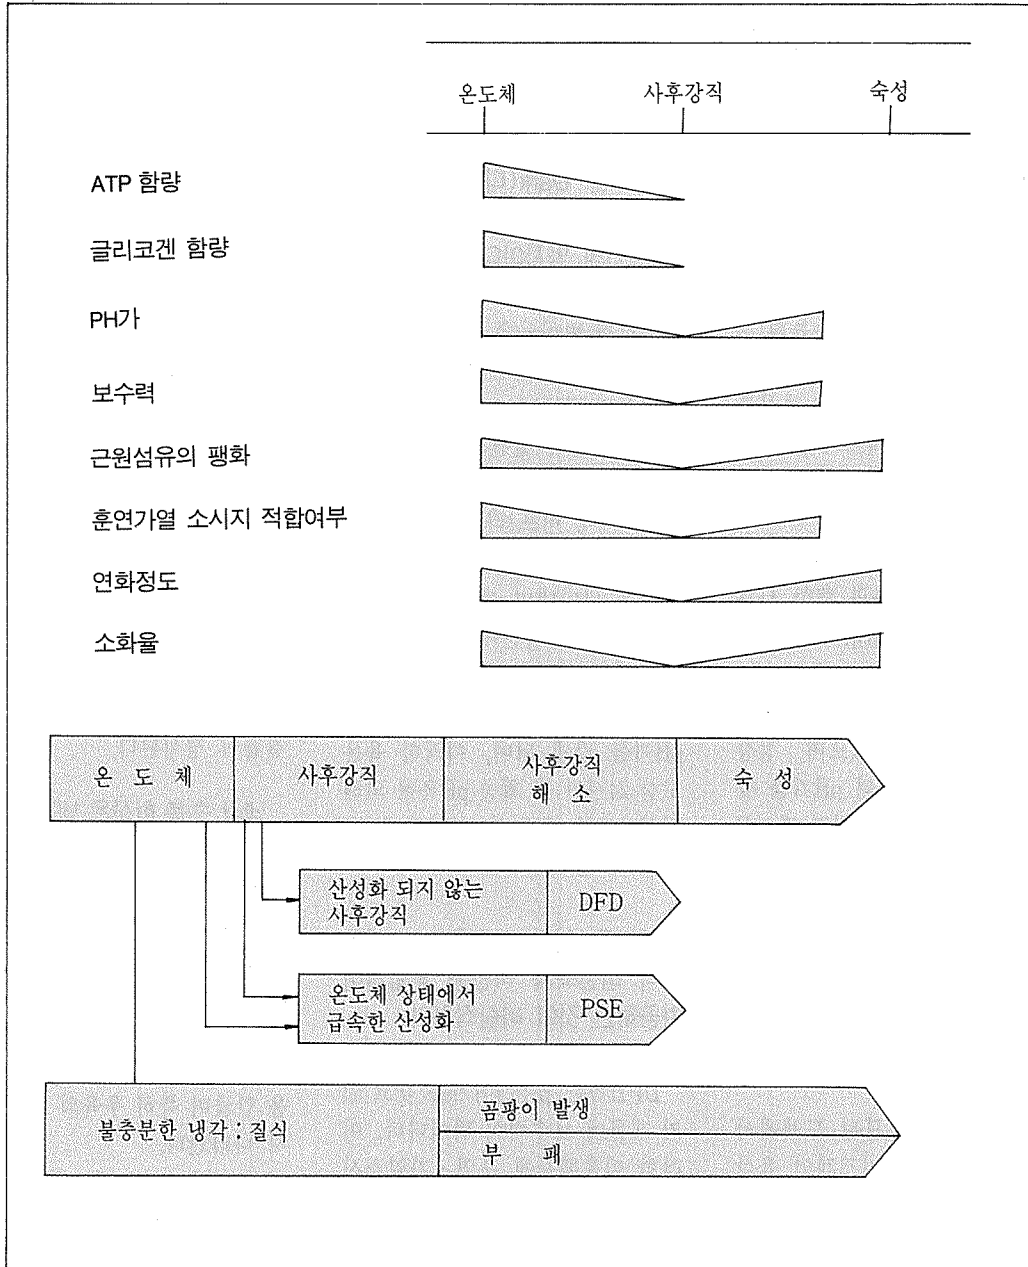 온도체 사후강직 숙성
ATP 함량
글리코겐 함량
PH가
보수력
근원섬유의 팽화
훈연가열 소시지 적합여부
연화정도
소화율
온 도 체 사후강직 사후강직 숙 성
해 소
산성화 되지 않는 DFD
사후강직
온도체 상태에서 PSE
급속한 산성화
불충분한 냉각 : 질식 곰팡이 발생
부 패